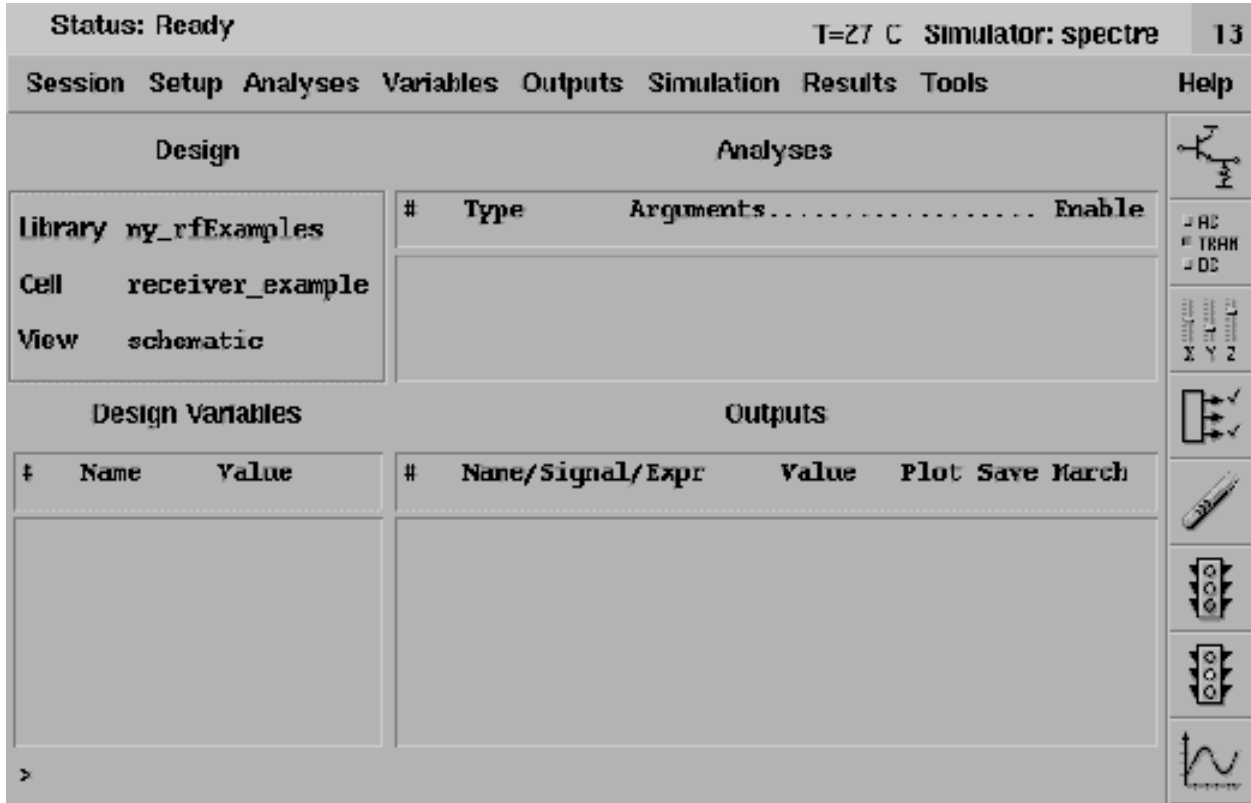 Status: Ready T=27 C Simulator: spectre 13
Session Setup Analyses Variables Outputs Simulation Results Tools Help
Design Analyses
# Type Arguments................... Enable
Library my_rfExamples
Cell receiver_example
View schematic
AC
TRAN
DC
X Y Z
Design Variables Outputs
# Name Value # Name/Signal/Expr Value Plot Save March
>